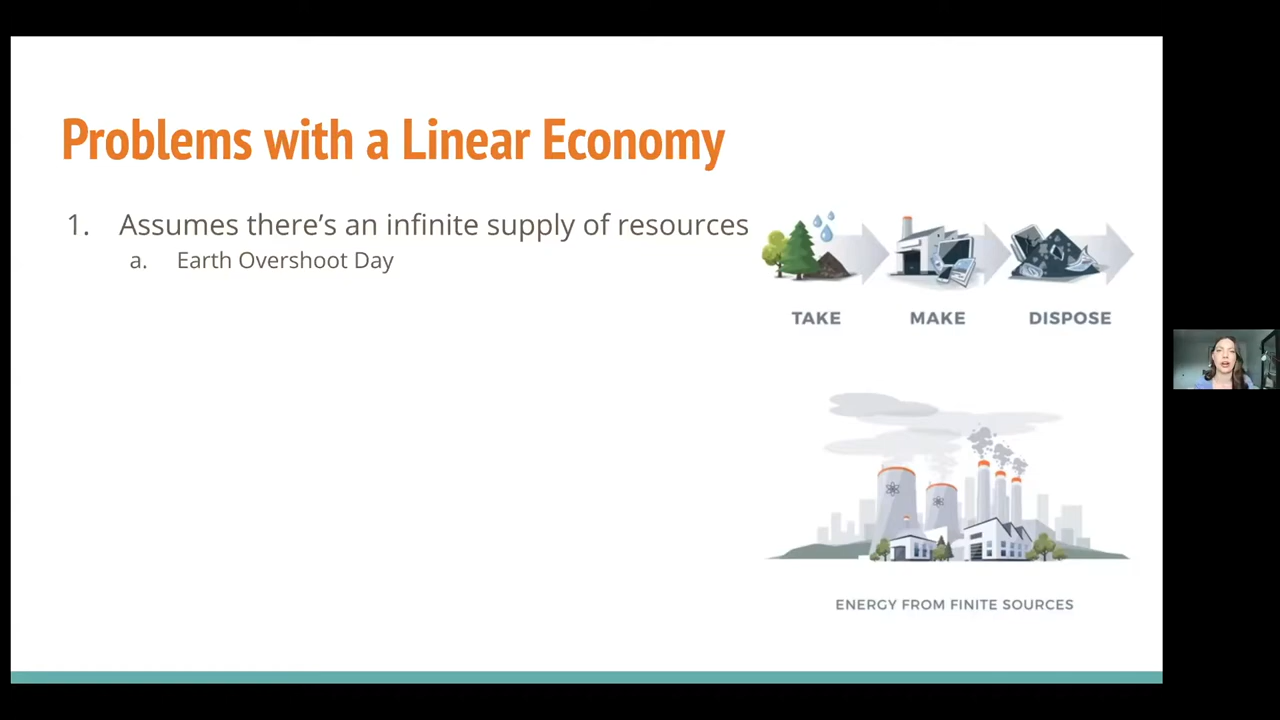 Problems with a Linear Economy
1. Assumes there’s an infinite supply of resources
a. Earth Overshoot Day
TAKE MAKE DISPOSE
ENERGY FROM FINITE SOURCES